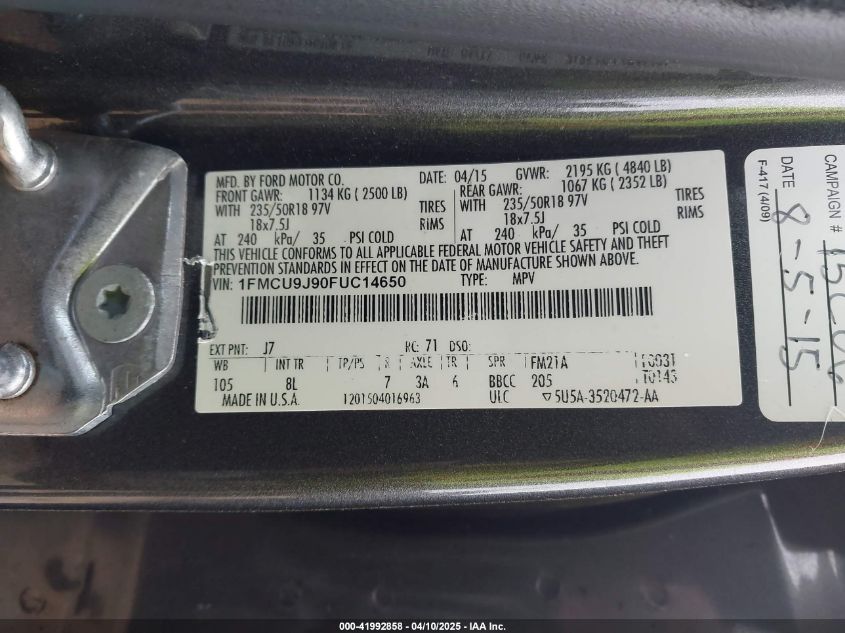 MFD. BY FORD MOTOR CO. DATE: 04/15 GVWR: 2195 KG ( 4840 LB)
FRONT GAWR: 1134 KG ( 2500 LB) REAR GAWR: 1067 KG ( 2352 LB)
WITH 235/50R18 97V TIRES WITH 235/50R18 97V TIRES
18x7.5J RIMS 18x7.5J RIMS
AT 240 kPa/ 35 PSI COLD AT 240 kPa/ 35 PSI COLD
THIS VEHICLE CONFORMS TO ALL APPLICABLE FEDERAL MOTOR VEHICLE SAFETY AND THEFT
PREVENTION STANDARDS IN EFFECT ON THE DATE OF MANUFACTURE SHOWN ABOVE.
VIN: 1FMCU9J90FUC14650 TYPE: MPV
EXT PNT: J7 RC: 71 DSO:
WB INT TR TP/PS R AXLE TR SPR FM21A
105 8L 7 3A 6 BBCC 205 T0143
MADE IN U.S.A. 1201504016963 ULC ▽5U5A-3520472-AA
F-417 (4/09)
DATE 8-5-15
CAMPAIGN #
000-41992858 - 04/10/2025 - IAA Inc.